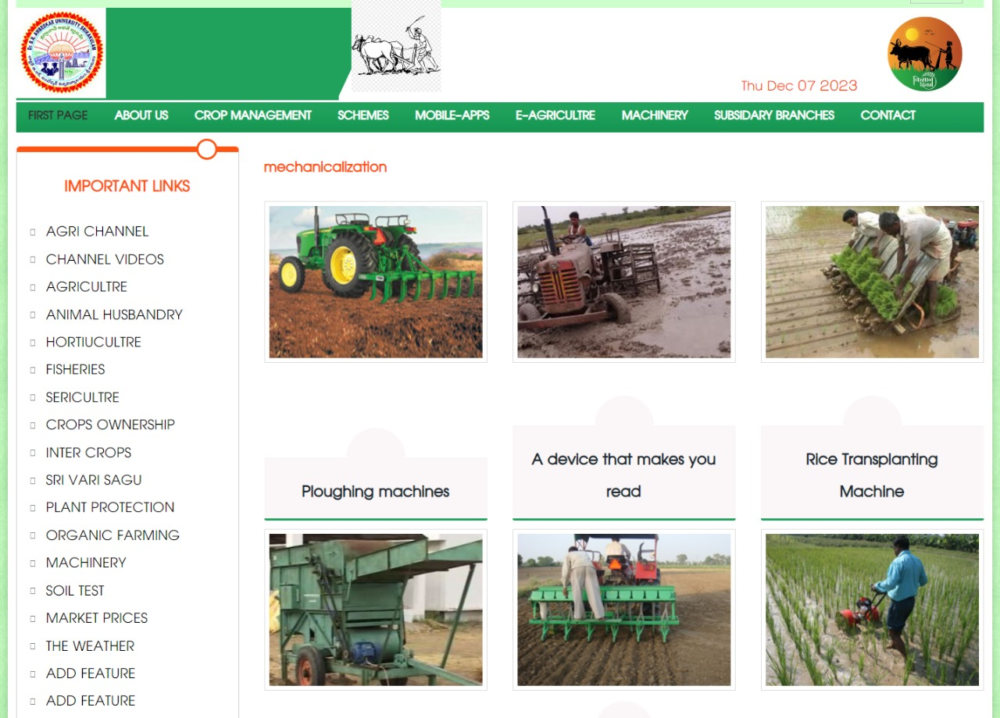 Dr. B.R. AMBEDKAR UNIVERSITY, SRIKAKULAM
Thu Dec 07 2023
FIRST PAGE ABOUT US CROP MANAGEMENT SCHEMES MOBILE-APPS E-AGRICULTRE MACHINERY SUBSIDARY BRANCHES CONTACT
IMPORTANT LINKS
AGRI CHANNEL
CHANNEL VIDEOS
AGRICULTRE
ANIMAL HUSBANDRY
HORTIUCULTRE
FISHERIES
SERICULTRE
CROPS OWNERSHIP
INTER CROPS
SRI VARI SAGU
PLANT PROTECTION
ORGANIC FARMING
MACHINERY
SOIL TEST
MARKET PRICES
THE WEATHER
ADD FEATURE
ADD FEATURE
mechanicalization
Ploughing machines
A device that makes you
read
Rice Transplanting
Machine